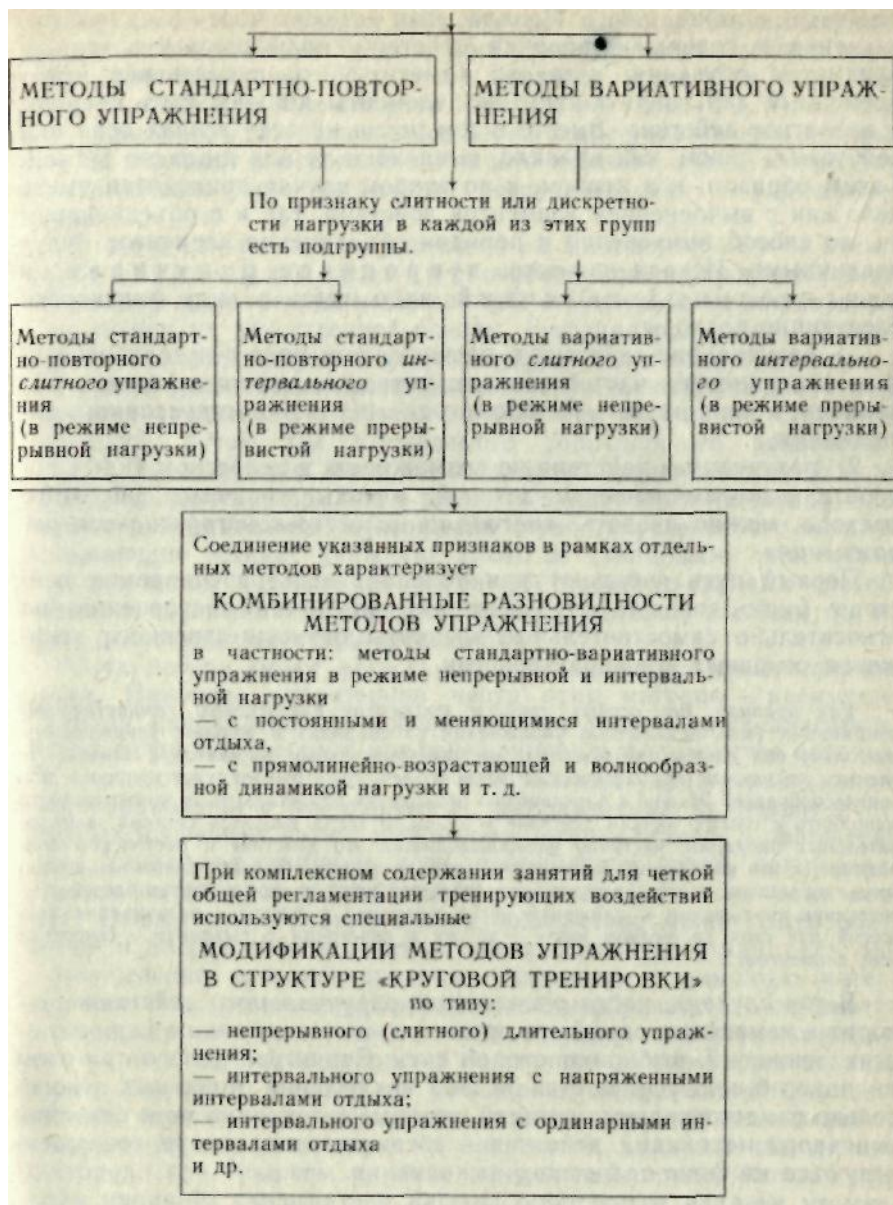 МЕТОДЫ СТАНДАРТНО-ПОВТОР-
НОГО УПРАЖНЕНИЯ
МЕТОДЫ ВАРИАТИВНОГО УПРАЖ-
НЕНИЯ
По признаку слитности или дискретно-
сти нагрузки в каждой из этих групп
есть подгруппы.
Методы стандарт-
но-повторного
слитного упражне-
ния
(в режиме непре-
рывной нагрузки)
Методы стандарт-
но-повторного ин-
тервального уп-
ражнения
(в режиме преры-
вистой нагрузки)
Методы вариатив-
ного слитного уп-
ражнения
(в режиме непре-
рывной нагрузки)
Методы вариатив-
ного интервально-
го упражнения
(в режиме преры-
вистой нагрузки)
Соединение указанных признаков в рамках отдель-
ных методов характеризует
КОМБИНИРОВАННЫЕ РАЗНОВИДНОСТИ
МЕТОДОВ УПРАЖНЕНИЯ
в частности: методы стандартно-вариативного
упражнения в режиме непрерывной и интерваль-
ной нагрузки
— с постоянными и меняющимися интервалами
отдыха,
— с прямолинейно-возрастающей и волнообраз-
ной динамикой нагрузки и т. д.
При комплексном содержании занятий для четкой
общей регламентации тренирующих воздействий
используются специальные
МОДИФИКАЦИИ МЕТОДОВ УПРАЖНЕНИЯ
В СТРУКТУРЕ «КРУГОВОЙ ТРЕНИРОВКИ»
по типу:
— непрерывного (слитного) длительного упраж-
нения;
— интервального упражнения с напряженными
интервалами отдыха;
— интервального упражнения с ординарными ин-
тервалами отдыха
и др.